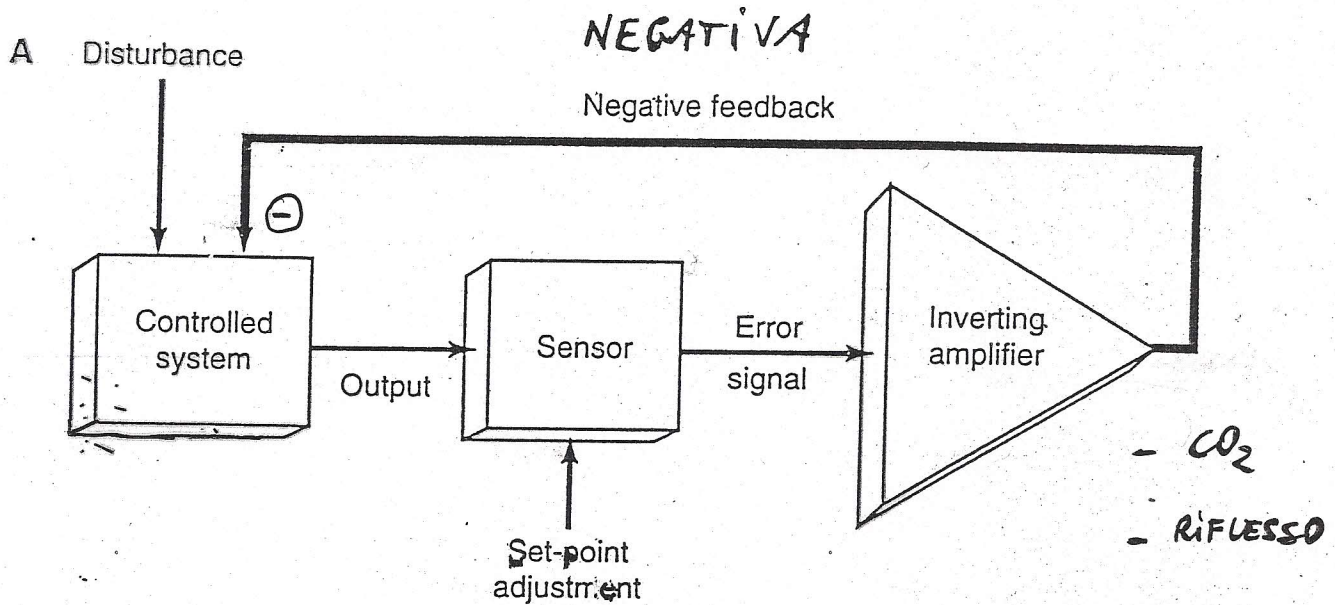 NEGATIVA
A Disturbance
Negative feedback
-
Controlled
system
Output
Sensor
Error
signal
Inverting
amplifier
- CO2
- RIFLESSO
Set-point
adjustment